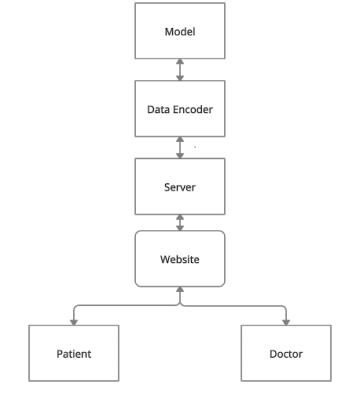 Model
Data Encoder
Server
Website
Patient
Doctor